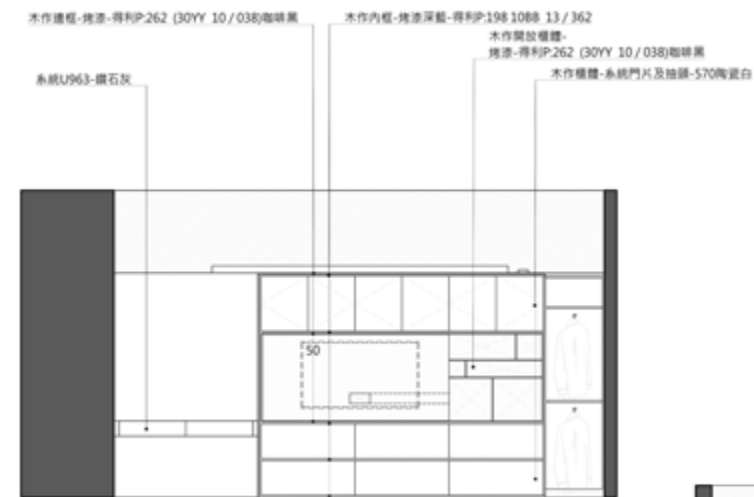 木作邊框-烤漆-得利P:262 (30YY 10 / 038)咖啡黑
木作內框-烤漆深藍-得利P:198 10BB 13 / 362
木作開放櫃體-
烤漆-得利P:262 (30YY 10 / 038)咖啡黑
系統U963-鑽石灰
木作櫃體-系統門片及抽頭-S70陶瓷白
50